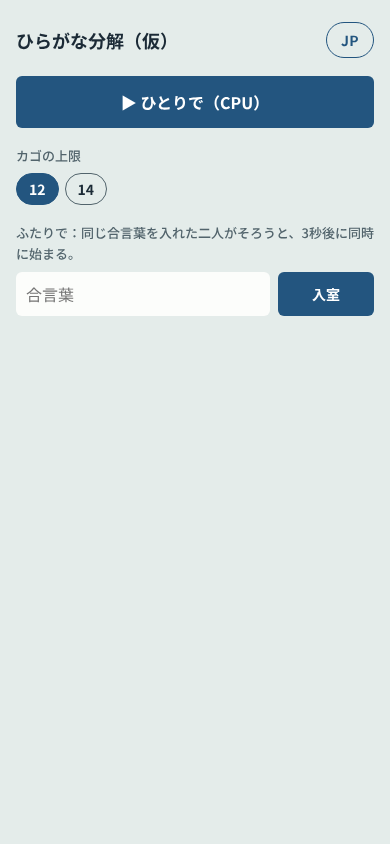 ひらがな分解（仮）
JP
▶ ひとりで（CPU）
カゴの上限
12
14
ふたりで：同じ合言葉を入れた二人がそろうと、3秒後に同時
に始まる。
合言葉
入室